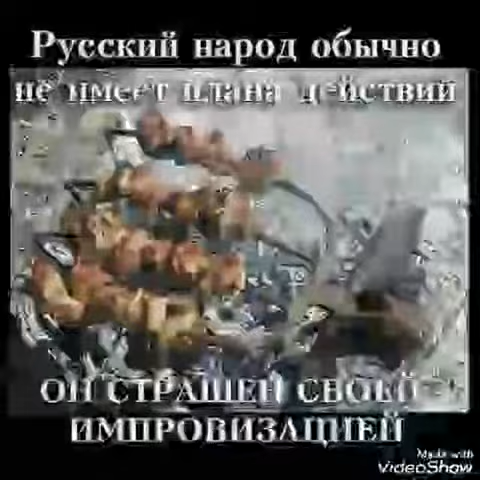 Русский народ обычно
не имеет плана действий
ОН СТРАШЕН СВОЕЙ
ИМПРОВИЗАЦИЕЙ
Made with
VideoShow